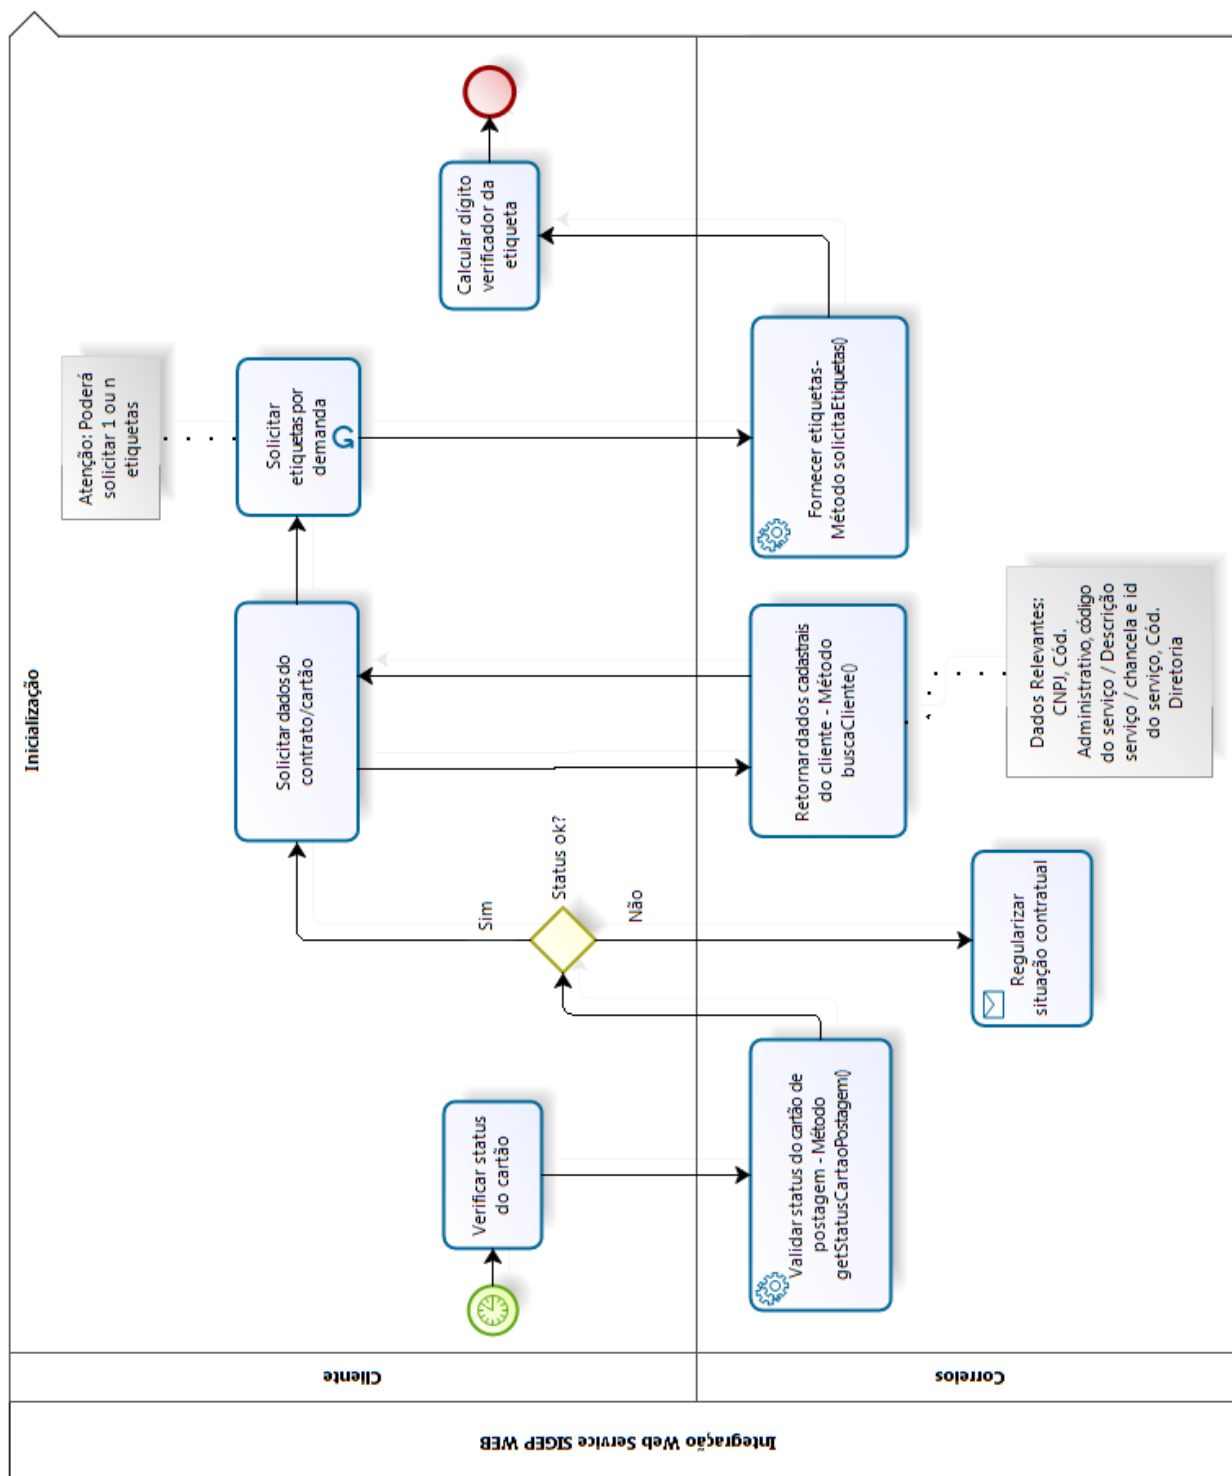 Integração Web Service SIGEP WEB
Inicialização
Cliente
Correios
Verificar status
do cartão
Validar status do cartão de
postagem - Método
getStatusCartaoPostagem()
Status ok?
Sim
Não
Regularizar
situação contratual
Solicitar dados do
contrato/cartão
Retornar dados cadastrais
do cliente - Método
buscaCliente()
Dados Relevantes:
CNPJ, Cód.
Administrativo, código
do serviço / Descrição
serviço / chancela e id
do serviço, Cód.
Diretoria
Atenção: Poderá
solicitar 1 ou n
etiquetas
Solicitar
etiquetas por
demanda
Fornecer etiquetas-
Método solicitaEtiquetas()
Calcular dígito
verificador da
etiqueta